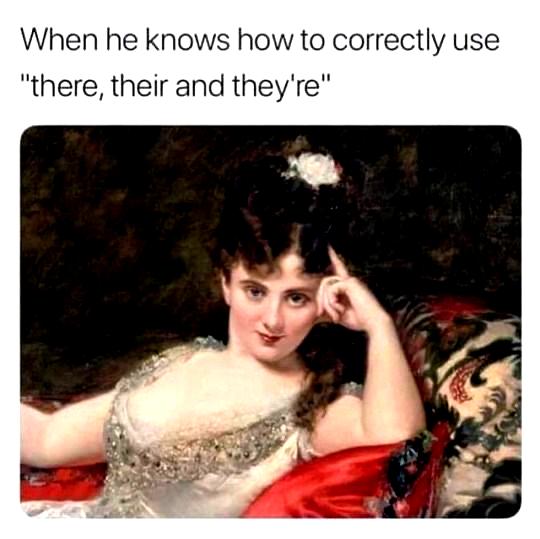 When he knows how to correctly use
"there, their and they're"